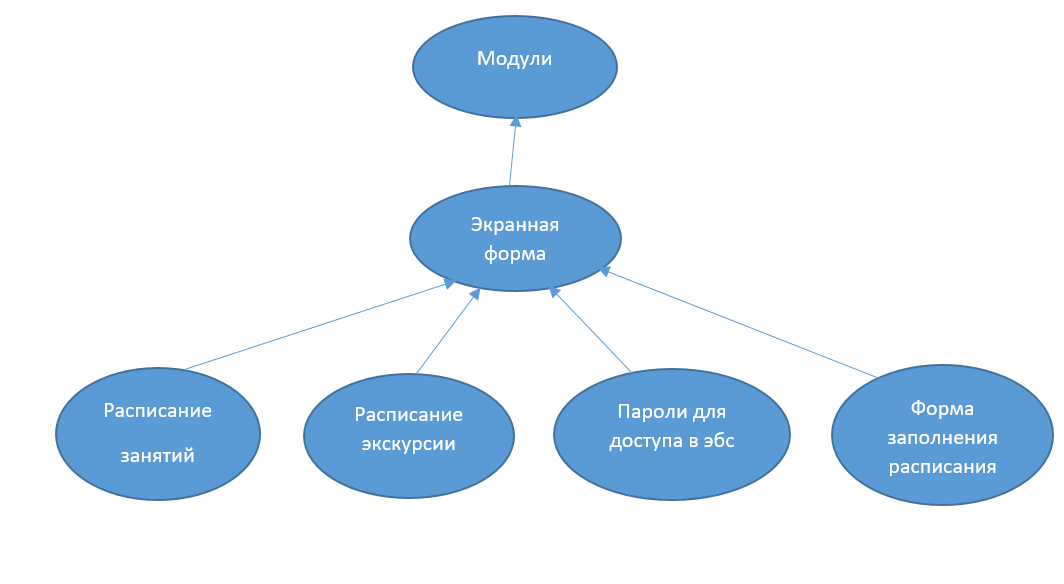 Модули
Экранная
форма
Расписание
занятий
Расписание
экскурсии
Пароли для
доступа в эбс
Форма
заполнения
расписания